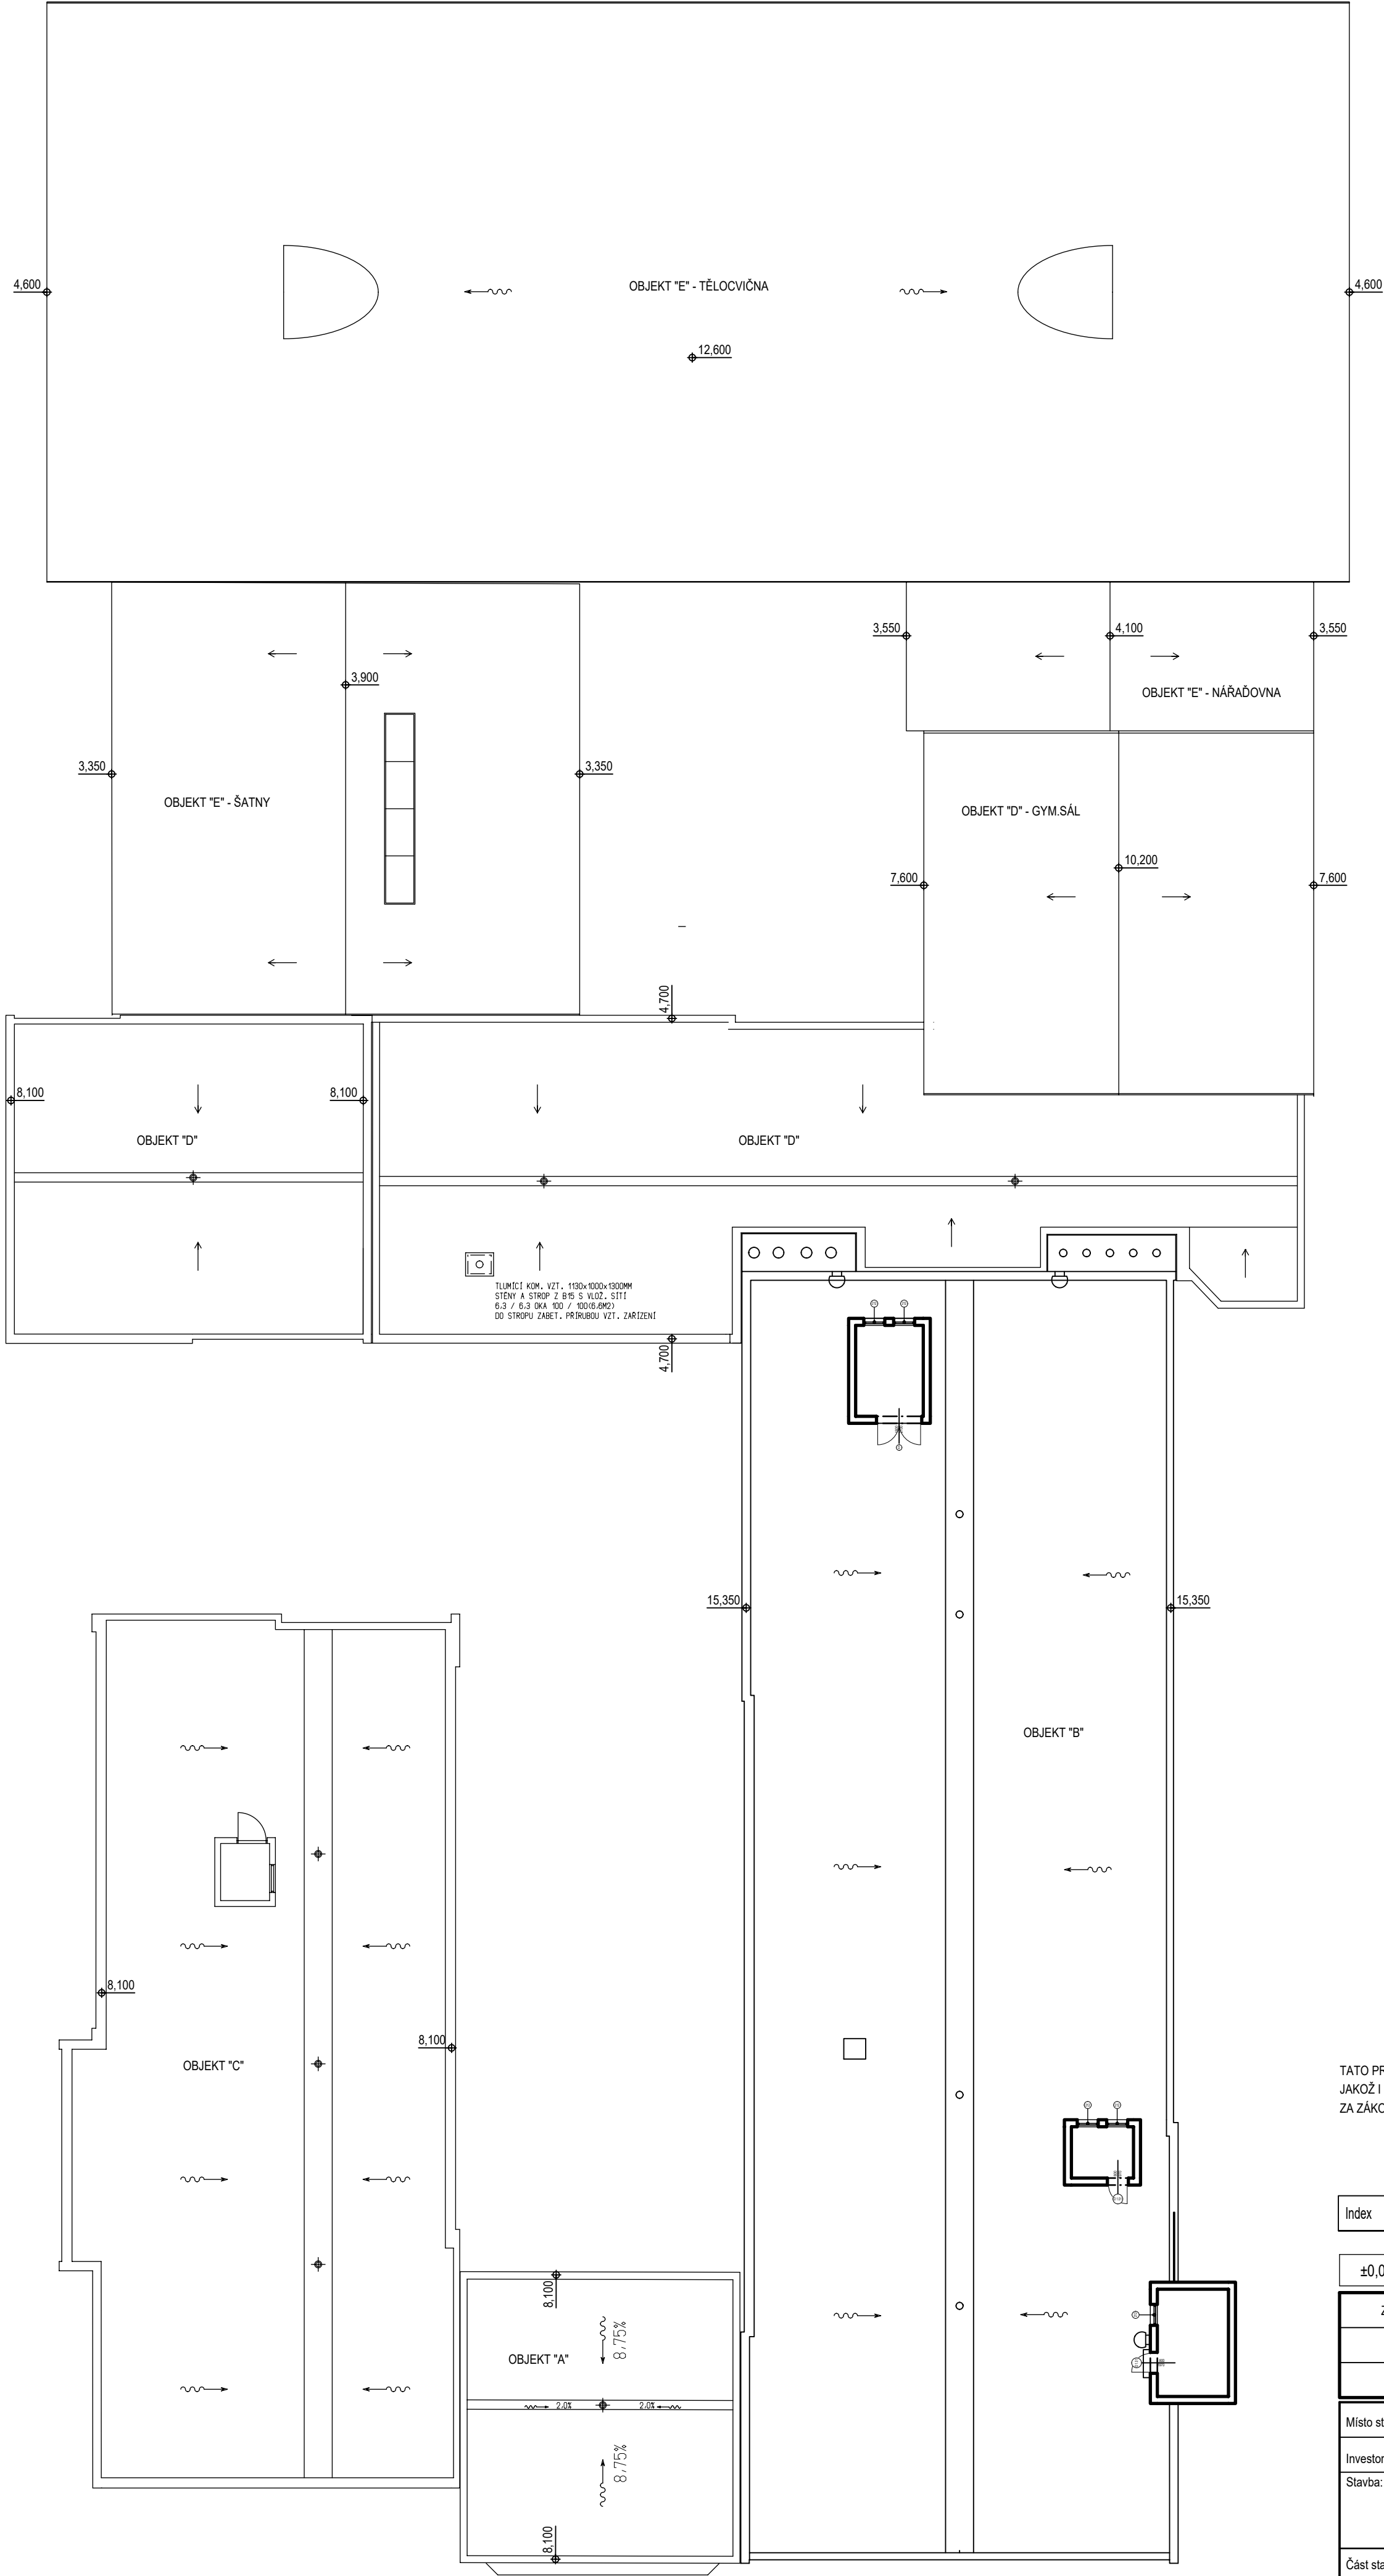 OBJEKT "E" - TĚLOCVIČNA
4,600
4,600
12,600
3,550
4,100
3,550
3,900
OBJEKT "E" - NÁŘAĎOVNA
3,350
3,350
OBJEKT "E" - ŠATNY
OBJEKT "D" - GYM.SÁL
10,200
7,600
7,600
4,700
8,100
8,100
OBJEKT "D"
OBJEKT "D"
TLUMÍCÍ KOM. VZT. 1130x1000x1300MM
STĚNY A STROP Z B15 S VLOŽ. SÍTÍ
6.3 / 6.3 OKA 100 / 100(6.6M2)
DO STROPU ZABET. PŘÍRUBOU VZT. ZAŘÍZENÍ
4,700
15,350
15,350
OBJEKT "B"
8,100
8,100
OBJEKT "C"
TATO PR
JAKOŽ I
ZA ZÁKO
Index
±0,0
8,100
8,75%
OBJEKT "A"
2.0%
2.0%
8,75%
8,100
Místo st
Investor
Stavba:
Část sta